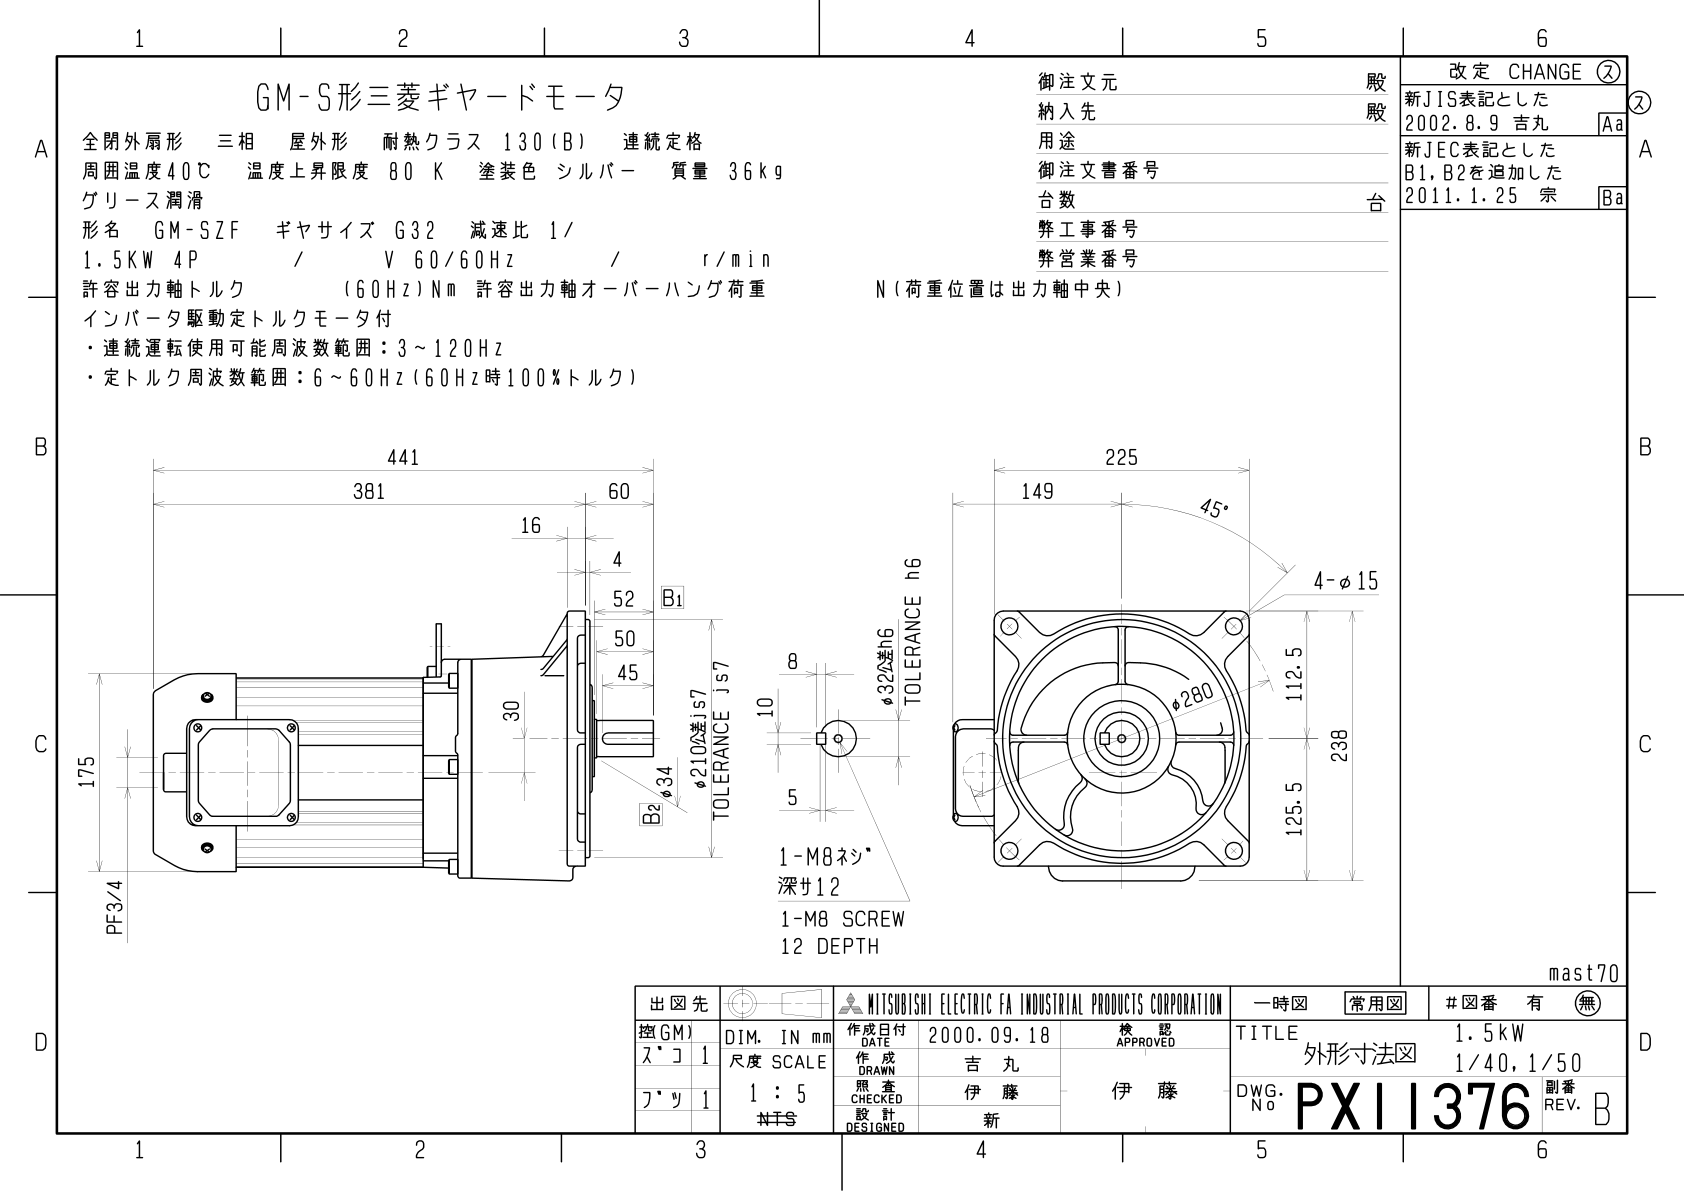 1 2 3 4 5 6
GM-S形三菱ギヤードモータ
全閉外扇形 三相 屋外形 耐熱クラス 130(B) 連続定格
周囲温度40℃ 温度上昇限度 80 K 塗装色 シルバー 質量 36kg
グリース潤滑
形名 GM-SZF ギヤサイズ G32 減速比 1/
1.5KW 4P / V 60/60Hz / r/min
許容出力軸トルク (60Hz)Nm 許容出力軸オーバーハング荷重 N(荷重位置は出力軸中央)
インバータ駆動定トルクモータ付
・連続運転使用可能周波数範囲:3~120Hz
・定トルク周波数範囲:6~60Hz(60Hz時100%トルク)
御注文元 殿
納入先 殿
用途
御注文書番号
台数 台
弊工事番号
弊営業番号
改定 CHANGE ス
新JIS表記とした
2002.8.9 吉丸 Aa
新JEC表記とした
B1,B2を追加した
2011.1.25 宗 Ba
ス
A A
B B
C C
D D
441
381 60
16
4
52 B1
50
45
30
175
PF3/4
φ34
B2
φ210公差js7
TOLERANCE js7
8
10
5
φ32公差h6
TOLERANCE h6
1-M8ネジ
深サ12
1-M8 SCREW
12 DEPTH
225
149
45°
4-φ15
φ280
112.5
125.5
238
mast70
出図先
控(GM)
ズコ 1
ブツ 1
DIM. IN mm
尺度 SCALE
1 : 5
NTS
MITSUBISHI ELECTRIC FA INDUSTRIAL PRODUCTS CORPORATION
作成日付 DATE 2000.09.18
作成 DRAWN 吉丸
照査 CHECKED 伊藤
設計 DESIGNED 新
検認 APPROVED
伊藤
一時図 常用図 #図番 有 無
TITLE
外形寸法図
1.5kW
1/40,1/50
DWG. No PX11376
副番 REV. B
1 2 3 4 5 6